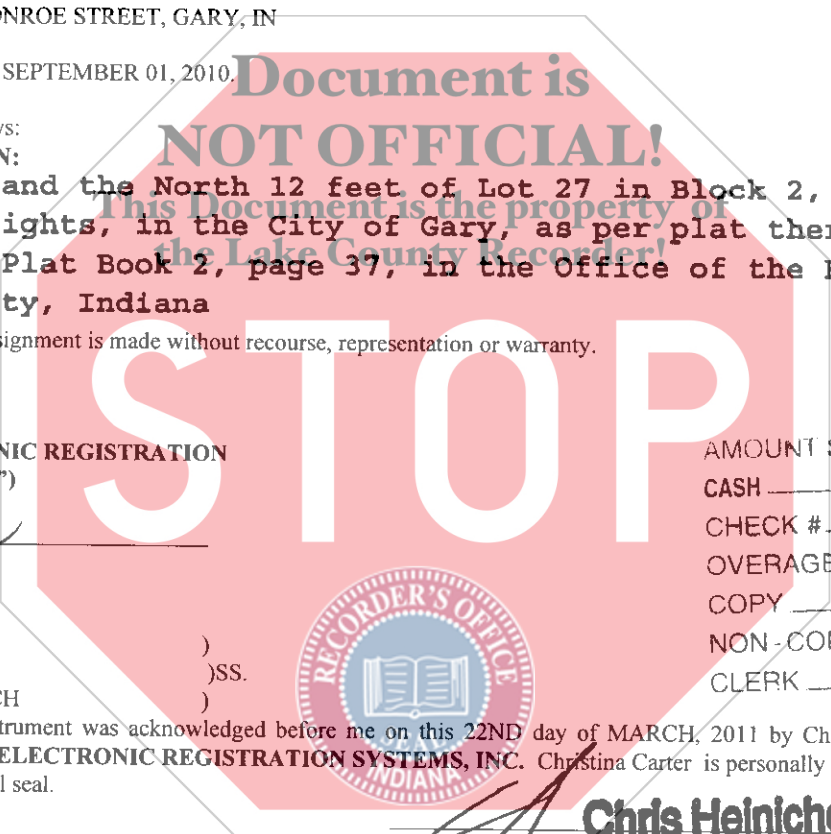 NROE STREET, GARY, IN
SEPTEMBER 01, 2010.
Document is
NOT OFFICIAL!
This Document is the property of
the Lake County Recorder!
and the North 12 feet of Lot 27 in Block 2,
ights, in the City of Gary, as per plat
Plat Book 2, page 37, in the Office of the
ty, Indiana
signment is made without recourse, representation or warranty.
STOP
NIC REGISTRATION
AMOUNT $
CASH
CHECK #
OVERAGE
COPY
NON-CO
CLERK
RECORDER'S OFFICE
SEAL
INDIANA
)
)SS.
)
CH
trument was acknowledged before me on this 22ND day of MARCH, 2011 by Ch
ELECTRONIC REGISTRATION SYSTEMS, INC. Christina Carter is personally
l seal.
Chris Heinich